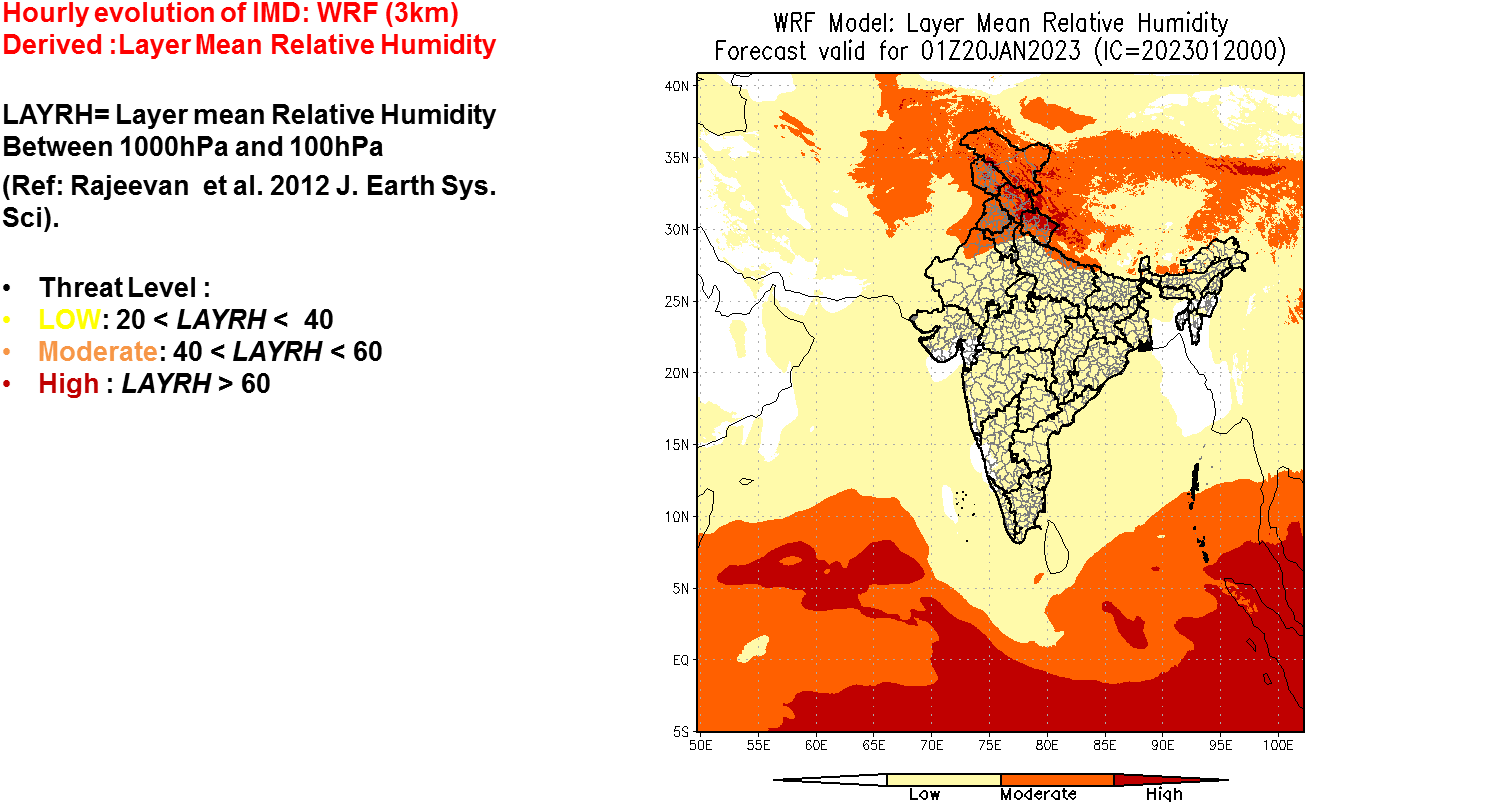 Hourly evolution of IMD: WRF (3km)
Derived :Layer Mean Relative Humidity
LAYRH= Layer mean Relative Humidity
Between 1000hPa and 100hPa
(Ref: Rajeevan et al. 2012 J. Earth Sys.
Sci).
• Threat Level :
• LOW: 20 < LAYRH < 40
• Moderate: 40 < LAYRH < 60
• High : LAYRH > 60
WRF Model: Layer Mean Relative Humidity
Forecast valid for 01Z20JAN2023 (IC=2023012000)
40N
35N
30N
25N
20N
15N
10N
5N
EQ
5S
50E 55E 60E 65E 70E 75E 80E 85E 90E 95E 100E
Low Moderate High